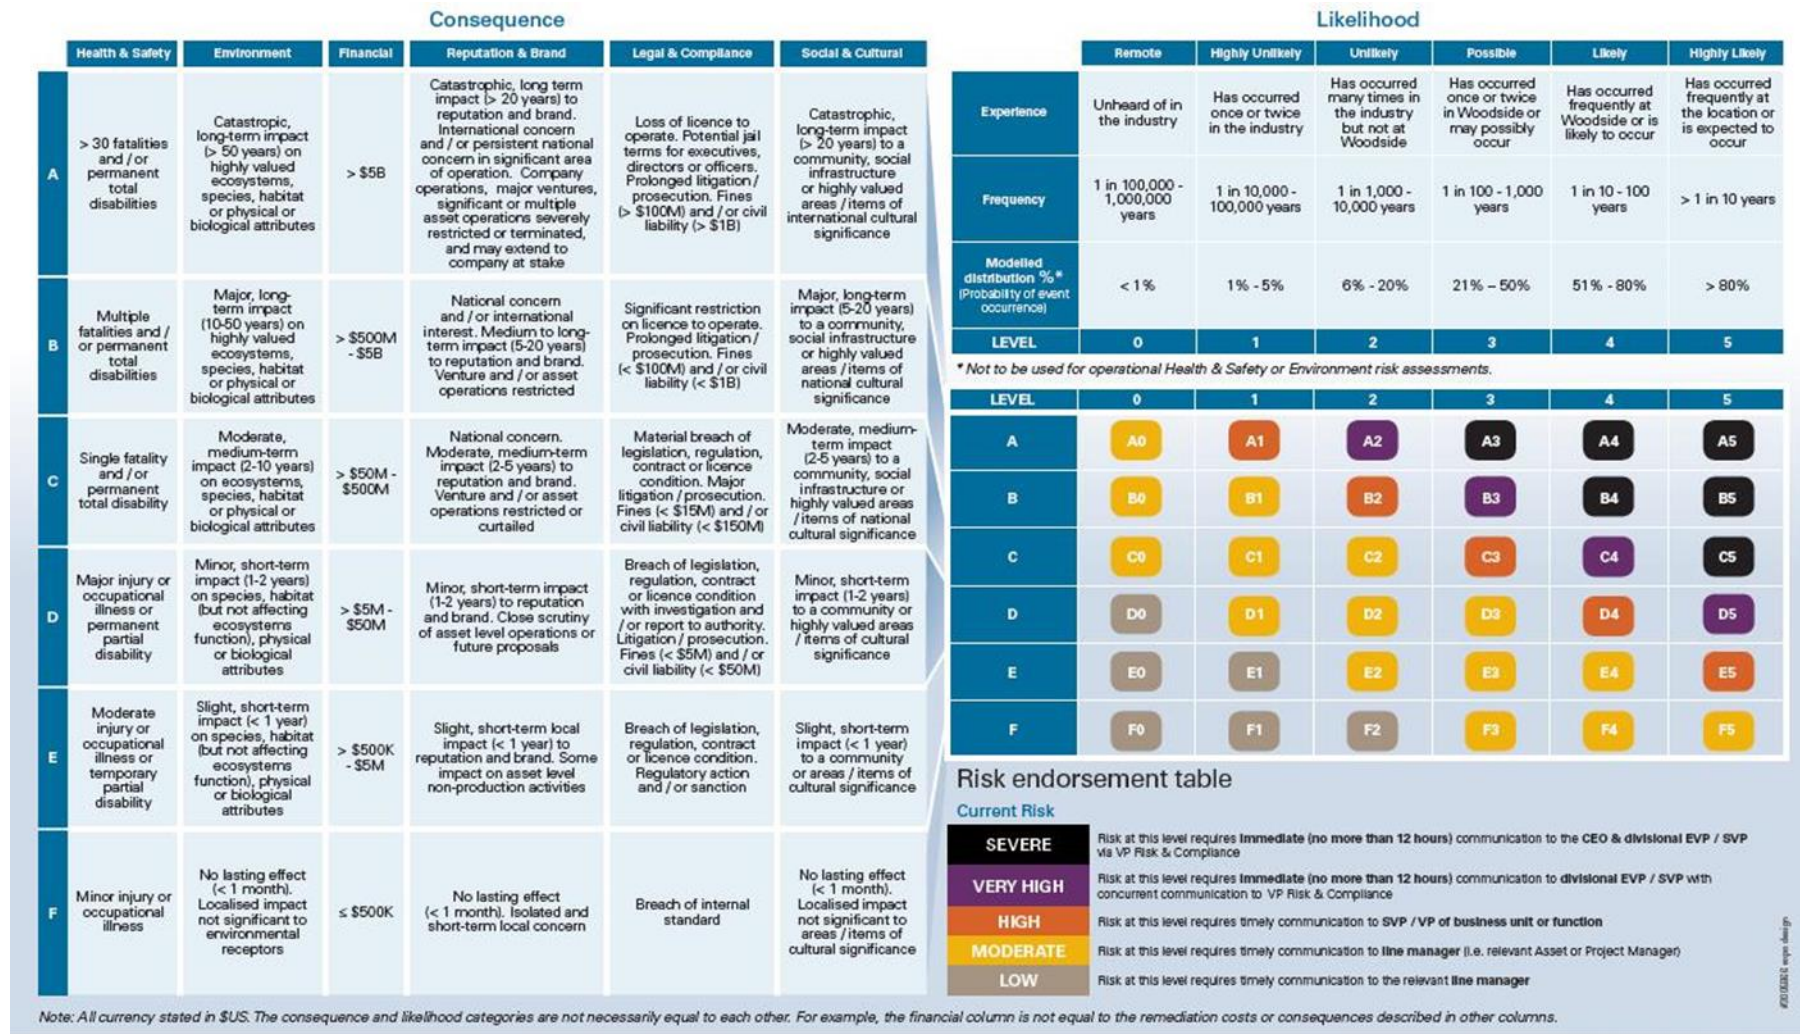 Consequence
Health & Safety
Environment
Financial
Reputation & Brand
Legal & Compliance
Social & Cultural
A
> 30 fatalities
and / or
permanent
total
disabilities
Catastropic,
long-term impact
(> 50 years) on
highly valued
ecosystems,
species, habitat
or physical or
biological attributes
> $5B
Catastrophic, long term
impact (> 20 years) to
reputation and brand.
International concern
and / or persistent national
concern in significant area
of operation. Company
operations, major ventures,
significant or multiple
asset operations severely
restricted or terminated,
and may extend to
company at stake
Loss of licence to
operate. Potential jail
terms for executives,
directors or officers.
Prolonged litigation /
prosecution. Fines
(> $100M) and / or civil
liability (> $1B)
Catastrophic,
long-term impact
(> 20 years) to a
community, social
infrastructure
or highly valued
areas / items of
international cultural
significance
B
Multiple
fatalities and /
or permanent
total
disabilities
Major, long-
term impact
(10-50 years) on
highly valued
ecosystems,
species, habitat
or physical or
biological attributes
> $500M
- $5B
National concern
and / or international
interest. Medium to long-
term impact (5-20 years)
to reputation and brand.
Venture and / or asset
operations restricted
Significant restriction
on licence to operate.
Prolonged litigation /
prosecution. Fines
(< $100M) and / or civil
liability (< $1B)
Major, long-term
impact (5-20 years)
to a community,
social infrastructure
or highly valued
areas / items of
national cultural
significance
C
Single fatality
and / or
permanent
total disability
Moderate,
medium-term
impact (2-10 years)
on ecosystems,
species, habitat
or physical or
biological attributes
> $50M -
$500M
National concern.
Moderate, medium-term
impact (2-5 years) to
reputation and brand.
Venture and / or asset
operations restricted or
curtailed
Material breach of
legislation, regulation,
contract or licence
condition. Major
litigation / prosecution.
Fines (< $15M) and / or
civil liability (< $150M)
Moderate, medium-
term impact
(2-5 years) to a
community, social
infrastructure or
highly valued areas
/ items of national
cultural significance
D
Major injury or
occupational
illness or
permanent
partial
disability
Minor, short-term
impact (1-2 years)
on species, habitat
(but not affecting
ecosystems
function), physical
or biological
attributes
> $5M -
$50M
Minor, short-term impact
(1-2 years) to reputation
and brand. Close scrutiny
of asset level operations or
future proposals
Breach of legislation,
regulation, contract
or licence condition
with investigation and
/ or report to authority.
Litigation / prosecution.
Fines (< $5M) and / or
civil liability (< $50M)
Minor, short-term
impact (1-2 years)
to a community or
highly valued areas
/ items of cultural
significance
E
Moderate
injury or
occupational
illness or
temporary
partial
disability
Slight, short-term
impact (< 1 year)
on species, habitat
(but not affecting
ecosystems
function), physical
or biological
attributes
> $500K
- $5M
Slight, short-term local
impact (< 1 year) to
reputation and brand. Some
impact on asset level
non-production activities
Breach of legislation,
regulation, contract
or licence condition.
Regulatory action
and / or sanction
Slight, short-term
impact (< 1 year)
to a community
or areas / items of
cultural significance
F
Minor injury or
occupational
illness
No lasting effect
(< 1 month).
Localised impact
not significant to
environmental
receptors
≤ $500K
No lasting effect
(< 1 month). Isolated and
short-term local concern
Breach of internal
standard
No lasting effect
(< 1 month).
Localised impact
not significant to
areas / items of
cultural significance
Likelihood
Remote
Highly Unlikely
Unlikely
Possible
Likely
Highly Likely
Experience
Unheard of in
the industry
Has occurred
once or twice
in the industry
Has occurred
many times in
the industry
but not at
Woodside
Has occurred
once or twice
in Woodside or
may possibly
occur
Has occurred
frequently at
Woodside or is
likely to occur
Has occurred
frequently at
the location or
is expected to
occur
Frequency
1 in 100,000 -
1,000,000
years
1 in 10,000 -
100,000 years
1 in 1,000 -
10,000 years
1 in 100 - 1,000
years
1 in 10 - 100
years
> 1 in 10 years
Modelled
distribution %*
(Probability of event
occurrence)
< 1%
1% - 5%
6% - 20%
21% – 50%
51% - 80%
> 80%
LEVEL 0 1 2 3 4 5
* Not to be used for operational Health & Safety or Environment risk assessments.
LEVEL 0 1 2 3 4 5
A A0 A1 A2 A3 A4 A5
B B0 B1 B2 B3 B4 B5
C C0 C1 C2 C3 C4 C5
D D0 D1 D2 D3 D4 D5
E E0 E1 E2 E3 E4 E5
F F0 F1 F2 F3 F4 F5
Risk endorsement table
Current Risk
SEVERE
Risk at this level requires immediate (no more than 12 hours) communication to the CEO & divisional EVP / SVP
via VP Risk & Compliance
VERY HIGH
Risk at this level requires immediate (no more than 12 hours) communication to divisional EVP / SVP with
concurrent communication to VP Risk & Compliance
HIGH
Risk at this level requires timely communication to SVP / VP of business unit or function
MODERATE
Risk at this level requires timely communication to line manager (i.e. relevant Asset or Project Manager)
LOW
Risk at this level requires timely communication to the relevant line manager
Note: All currency stated in $US. The consequence and likelihood categories are not necessarily equal to each other. For example, the financial column is not equal to the remediation costs or consequences described in other columns.